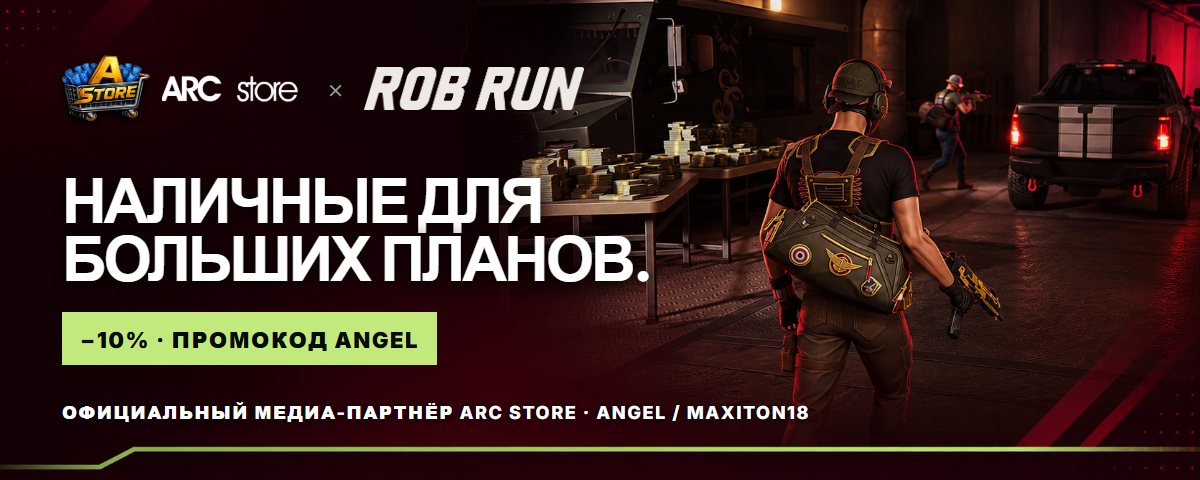 A STORE
ARC store × ROB RUN
НАЛИЧНЫЕ ДЛЯ
БОЛЬШИХ ПЛАНОВ.
–10% · ПРОМОКОД ANGEL
ОФИЦИАЛЬНЫЙ МЕДИА-ПАРТНЁР ARC STORE · ANGEL / MAXITON18